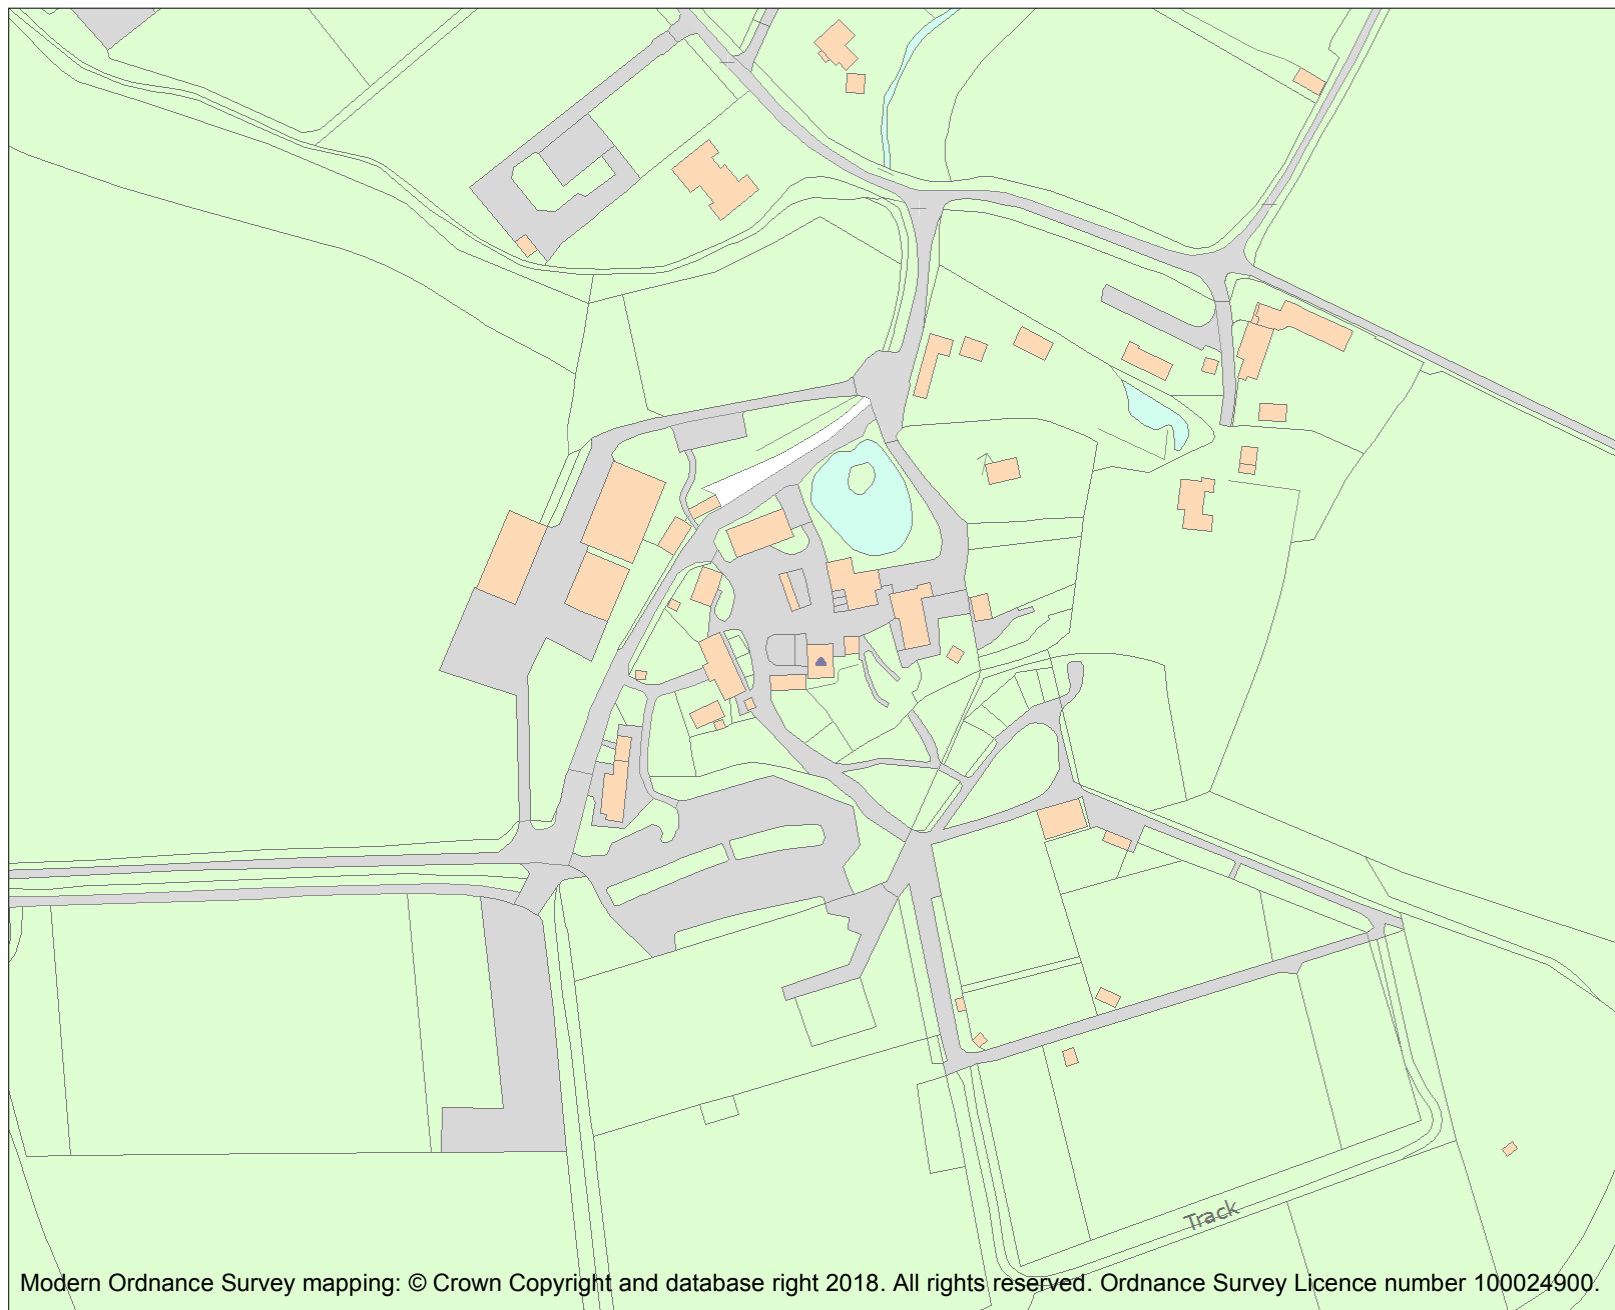 Track
Modern Ordnance Survey mapping: © Crown Copyright and database right 2018. All rights reserved. Ordnance Survey Licence number 100024900.